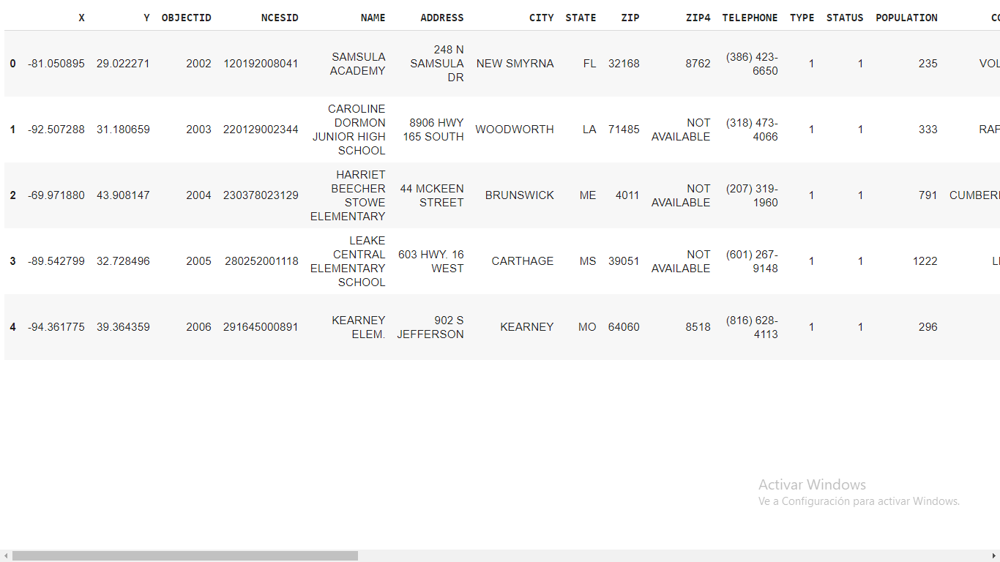 X Y OBJECTID NCESID NAME ADDRESS CITY STATE ZIP ZIP4 TELEPHONE TYPE STATUS POPULATION CO
0 -81.050895 29.022271 2002 120192008041 SAMSULA ACADEMY 248 N SAMSULA DR NEW SMYRNA FL 32168 8762 (386) 423-6650 1 1 235 VOL
1 -92.507288 31.180659 2003 220129002344 CAROLINE DORMON JUNIOR HIGH SCHOOL 8906 HWY 165 SOUTH WOODWORTH LA 71485 NOT AVAILABLE (318) 473-4066 1 1 333 RAP
2 -69.971880 43.908147 2004 230378023129 HARRIET BEECHER STOWE ELEMENTARY 44 MCKEEN STREET BRUNSWICK ME 4011 NOT AVAILABLE (207) 319-1960 1 1 791 CUMBERL
3 -89.542799 32.728496 2005 280252001118 LEAKE CENTRAL ELEMENTARY SCHOOL 603 HWY. 16 WEST CARTHAGE MS 39051 NOT AVAILABLE (601) 267-9148 1 1 1222 LE
4 -94.361775 39.364359 2006 291645000891 KEARNEY ELEM. 902 S JEFFERSON KEARNEY MO 64060 8518 (816) 628-4113 1 1 296
Activar Windows
Ve a Configuración para activar Windows.